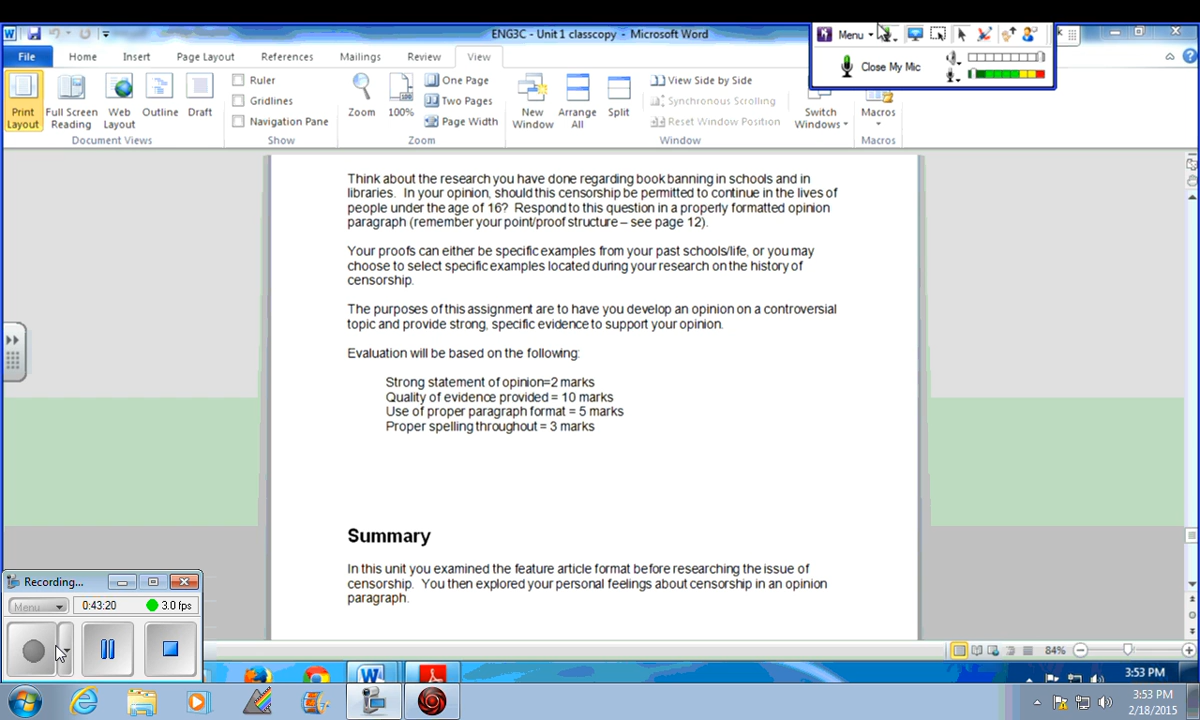 ENG3C - Unit 1 classcopy - Microsoft Word
Menu
Close My Mic
File Home Insert Page Layout References Mailings Review View
Print Layout
Full Screen Reading
Web Layout
Outline
Draft
Document Views
Ruler
Gridlines
Navigation Pane
Show
Zoom
100%
One Page
Two Pages
Page Width
Zoom
New Window
Arrange All
Split
View Side by Side
Synchronous Scrolling
Reset Window Position
Window
Switch Windows
Macros
Macros
Think about the research you have done regarding book banning in schools and in
libraries. In your opinion, should this censorship be permitted to continue in the lives of
people under the age of 16? Respond to this question in a properly formatted opinion
paragraph (remember your point/proof structure – see page 12).
Your proofs can either be specific examples from your past schools/life, or you may
choose to select specific examples located during your research on the history of
censorship.
The purposes of this assignment are to have you develop an opinion on a controversial
topic and provide strong, specific evidence to support your opinion.
Evaluation will be based on the following:
Strong statement of opinion=2 marks
Quality of evidence provided = 10 marks
Use of proper paragraph format = 5 marks
Proper spelling throughout = 3 marks
Summary
In this unit you examined the feature article format before researching the issue of
censorship. You then explored your personal feelings about censorship in an opinion
paragraph.
Recording...
Menu
0:43:20
3.0 fps
84%
3:53 PM
3:53 PM
2/18/2015